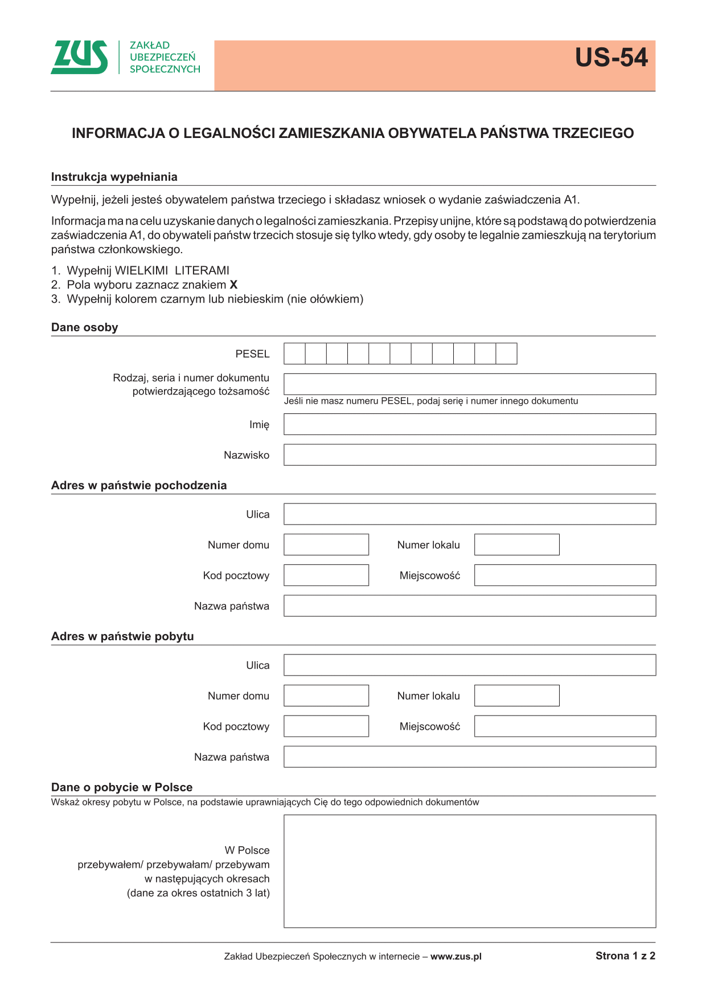 ZUS
ZAKŁAD
UBEZPIECZEŃ
SPOŁECZNYCH
US-54
INFORMACJA O LEGALNOŚCI ZAMIESZKANIA OBYWATELA PAŃSTWA TRZECIEGO
Instrukcja wypełniania
Wypełnij, jeżeli jesteś obywatelem państwa trzeciego i składasz wniosek o wydanie zaświadczenia A1.
Informacja ma na celu uzyskanie danych o legalności zamieszkania. Przepisy unijne, które są podstawą do potwierdzenia
zaświadczenia A1, do obywateli państw trzecich stosuje się tylko wtedy, gdy osoby te legalnie zamieszkują na terytorium
państwa członkowskiego.
1. Wypełnij WIELKIMI LITERAMI
2. Pola wyboru zaznacz znakiem X
3. Wypełnij kolorem czarnym lub niebieskim (nie ołówkiem)
Dane osoby
PESEL
Rodzaj, seria i numer dokumentu
potwierdzającego tożsamość
Jeśli nie masz numeru PESEL, podaj serię i numer innego dokumentu
Imię
Nazwisko
Adres w państwie pochodzenia
Ulica
Numer domu Numer lokalu
Kod pocztowy Miejscowość
Nazwa państwa
Adres w państwie pobytu
Ulica
Numer domu Numer lokalu
Kod pocztowy Miejscowość
Nazwa państwa
Dane o pobycie w Polsce
Wskaż okresy pobytu w Polsce, na podstawie uprawniających Cię do tego odpowiednich dokumentów
W Polsce
przebywałem/ przebywałam/ przebywam
w następujących okresach
(dane za okres ostatnich 3 lat)
Zakład Ubezpieczeń Społecznych w internecie – www.zus.pl Strona 1 z 2